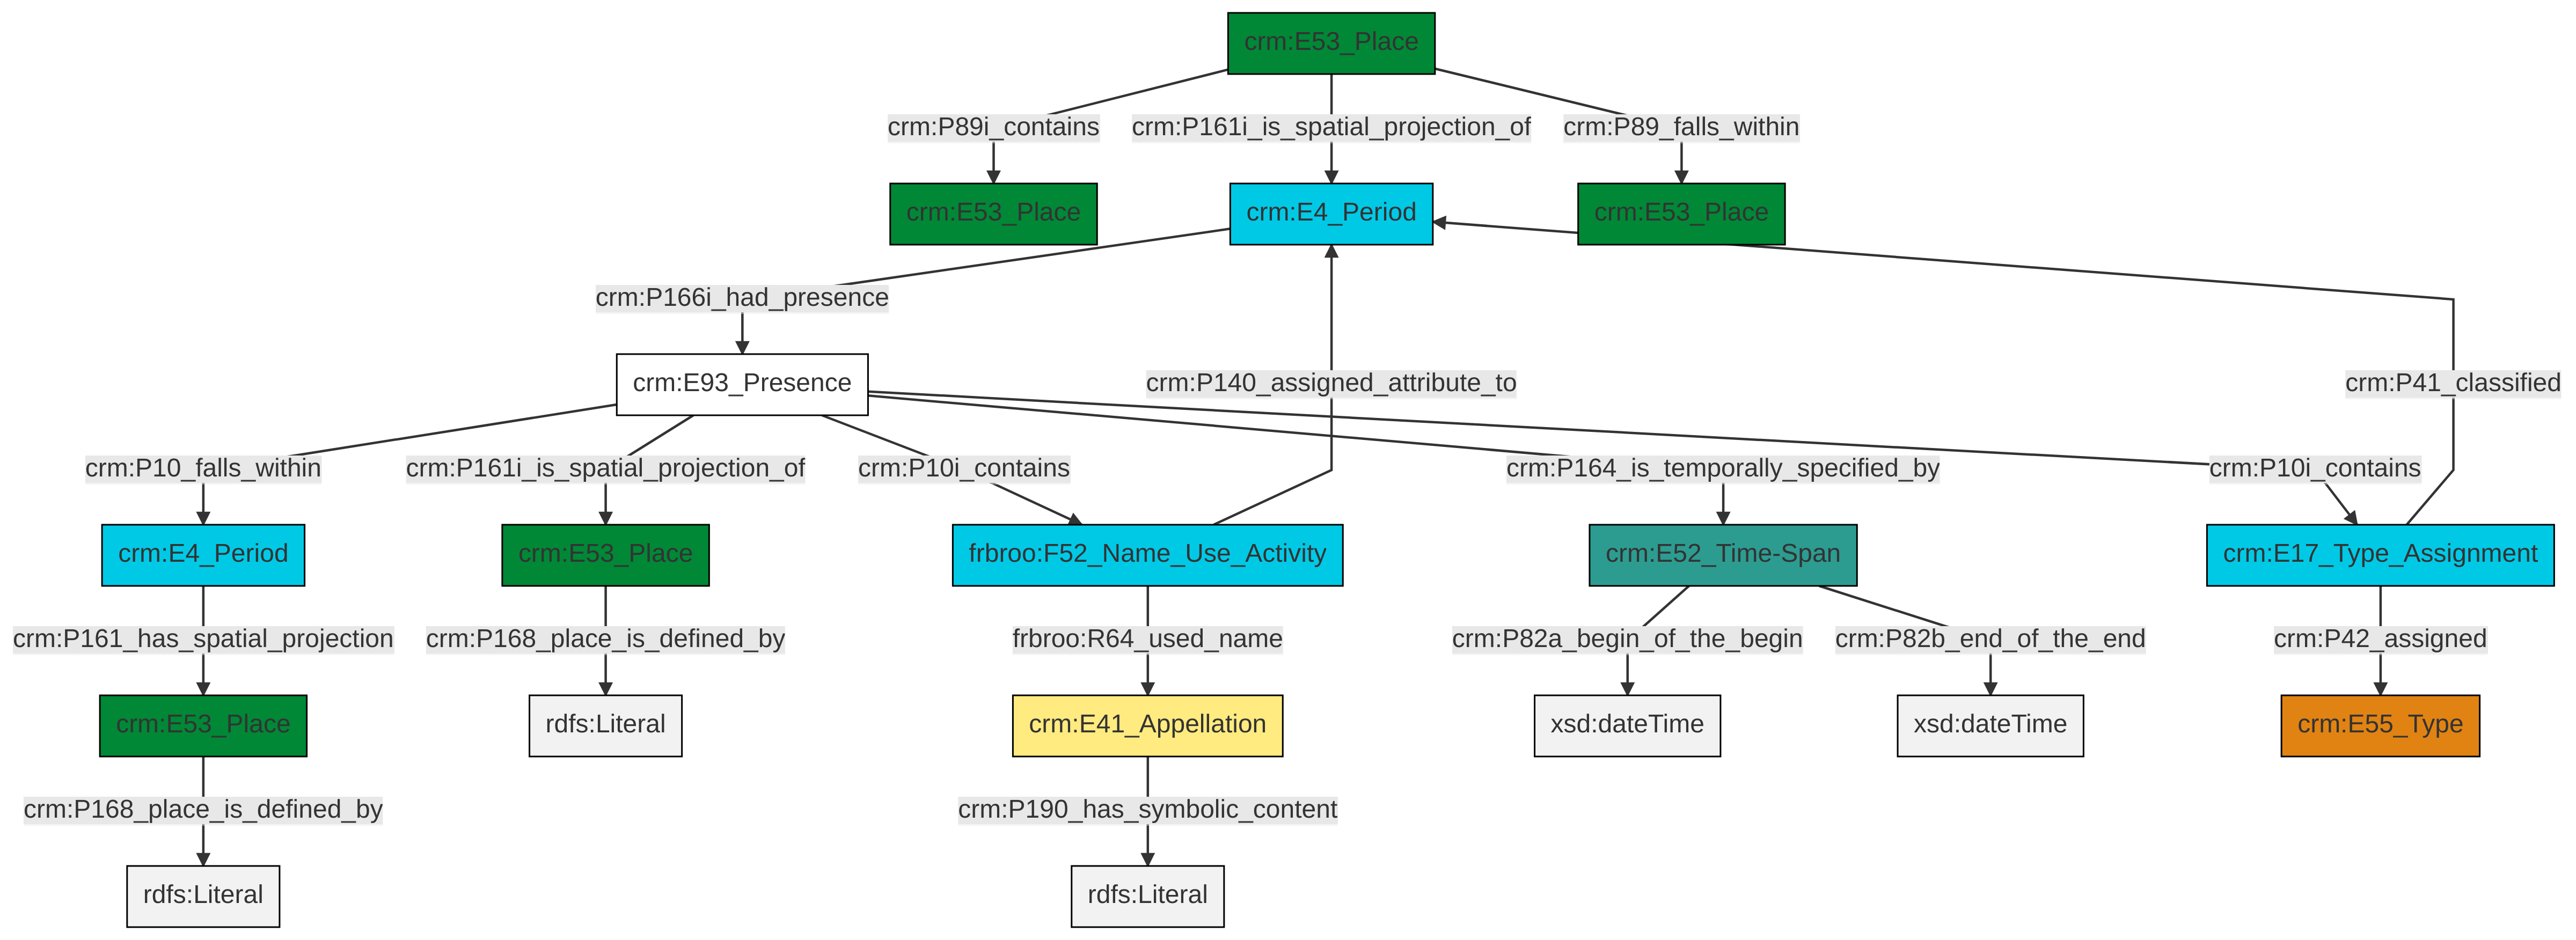 crm:E53_Place
crm:P89i_contains
crm:P161i_is_spatial_projection_of
crm:P89_falls_within
crm:E53_Place
crm:E4_Period
crm:E53_Place
crm:P166i_had_presence
crm:E93_Presence
crm:P140_assigned_attribute_to
crm:P41_classified
crm:P10_falls_within
crm:P161i_is_spatial_projection_of
crm:P10i_contains
crm:P164_is_temporally_specified_by
crm:P10i_contains
crm:E4_Period
crm:E53_Place
frbroo:F52_Name_Use_Activity
crm:E52_Time-Span
crm:E17_Type_Assignment
crm:P161_has_spatial_projection
crm:P168_place_is_defined_by
frbroo:R64_used_name
crm:P82a_begin_of_the_begin
crm:P82b_end_of_the_end
crm:P42_assigned
crm:E53_Place
rdfs:Literal
crm:E41_Appellation
xsd:dateTime
xsd:dateTime
crm:E55_Type
crm:P168_place_is_defined_by
crm:P190_has_symbolic_content
rdfs:Literal
rdfs:Literal